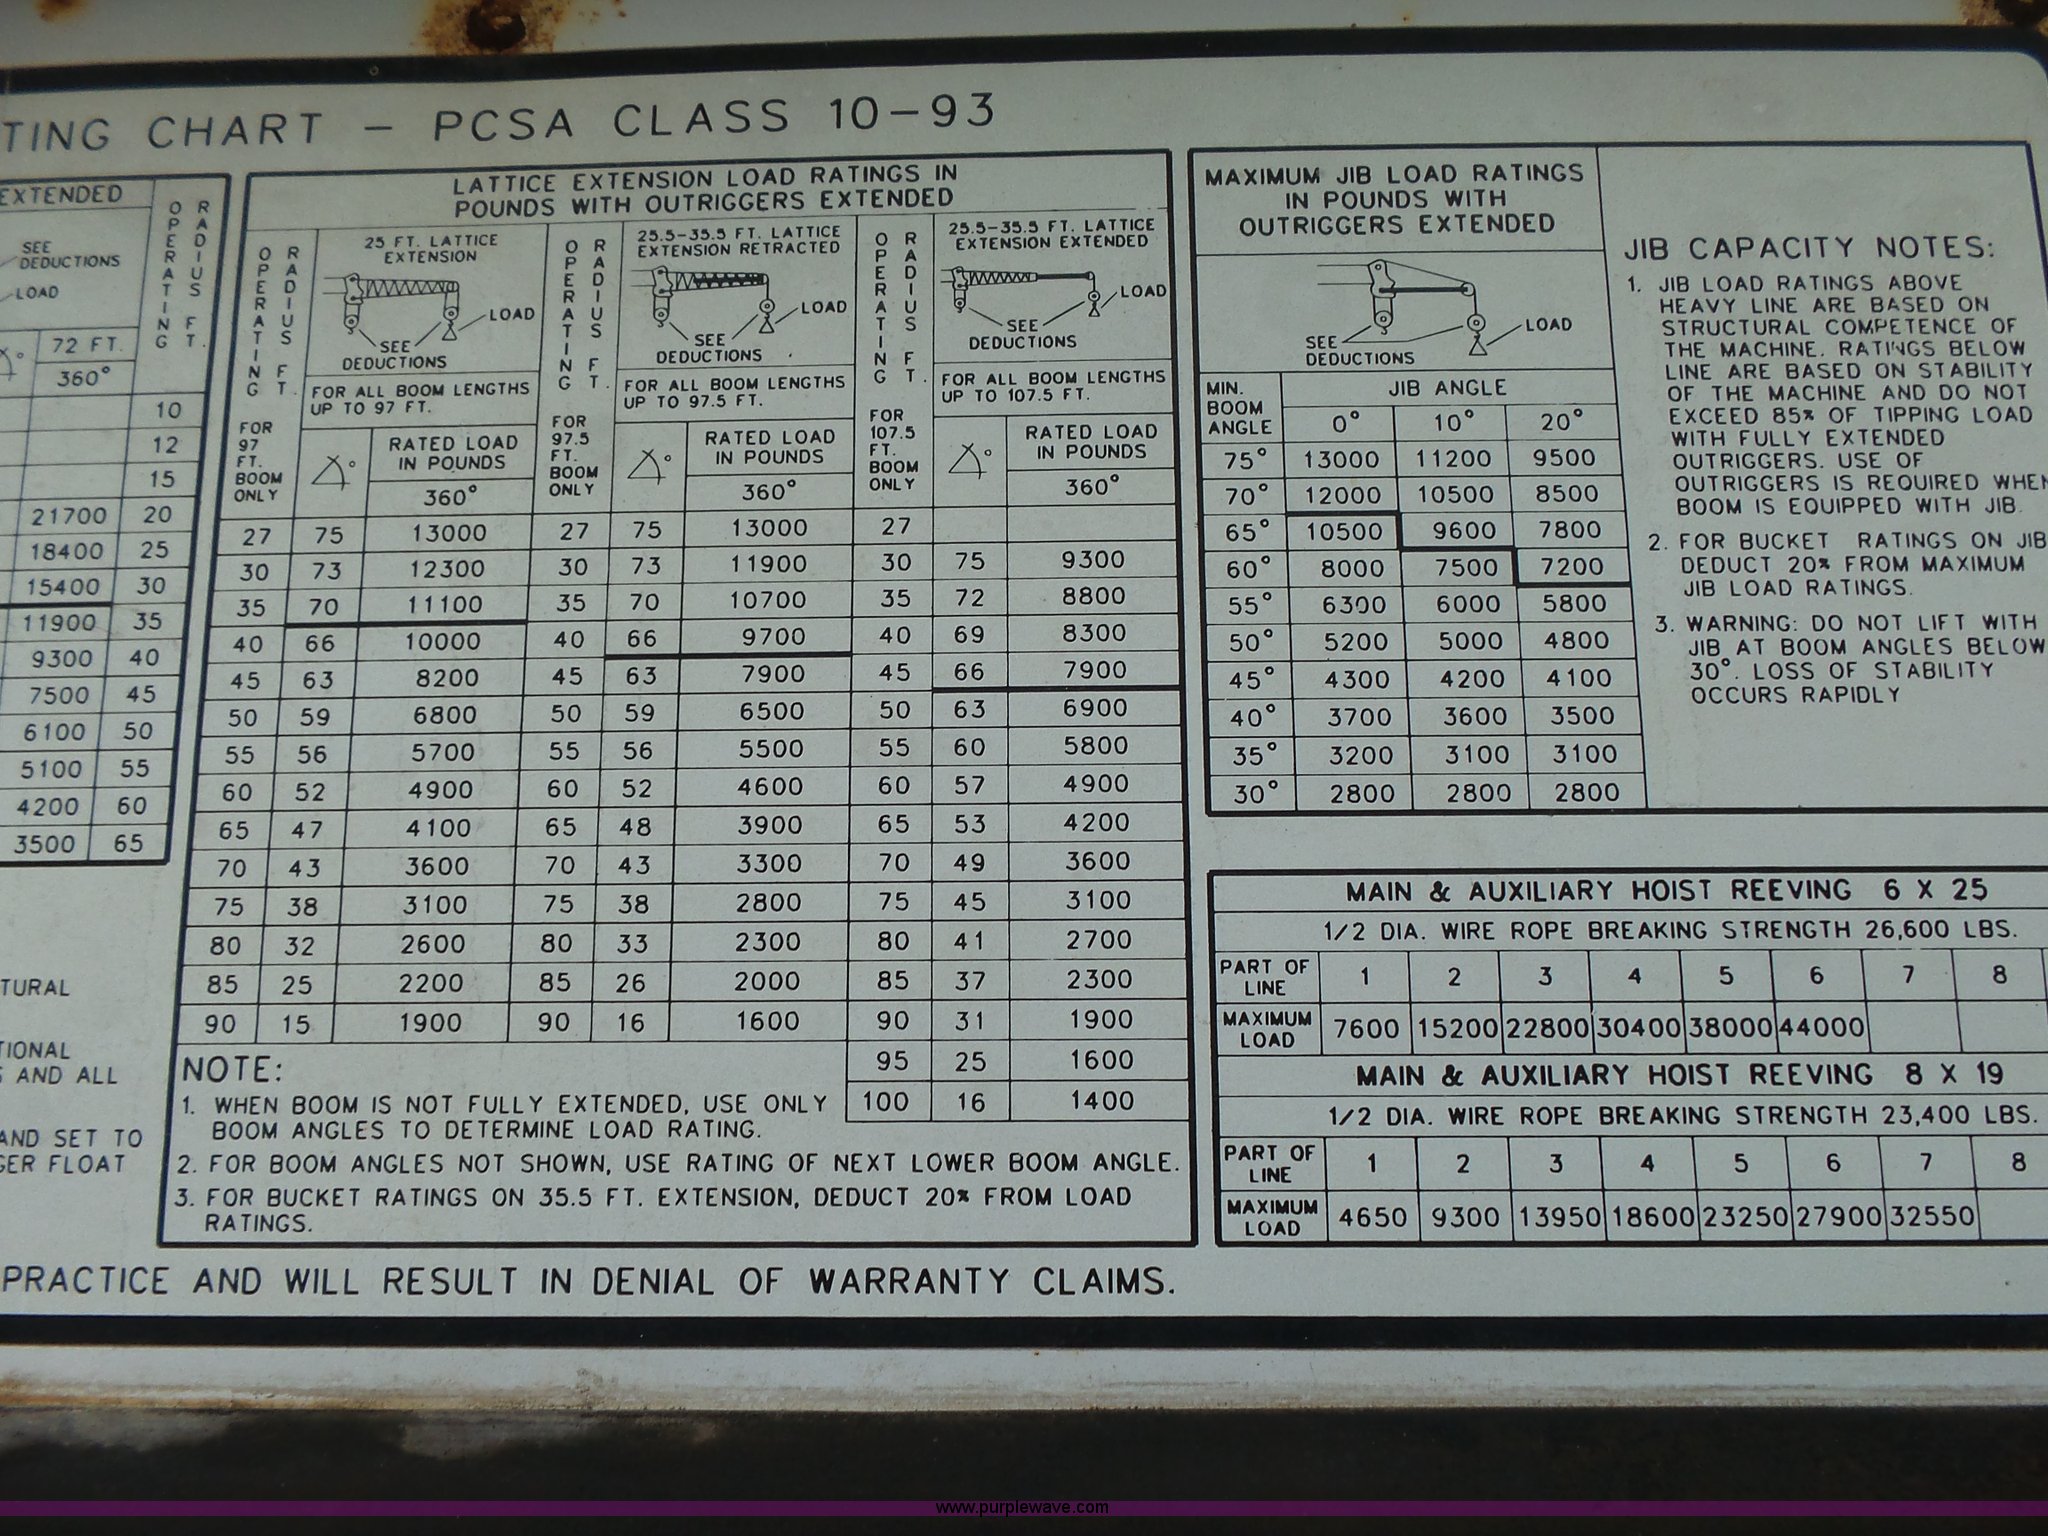 TING CHART - PCSA CLASS 10-93
EXTENDED
SEE
DEDUCTIONS
LOAD
OPERATING RADIUS FT.
72 FT.
360°
10
12
15
21700 20
18400 25
15400 30
11900 35
9300 40
7500 45
6100 50
5100 55
4200 60
3500 65
TURAL
TIONAL
S AND ALL
AND SET TO
GER FLOAT
LATTICE EXTENSION LOAD RATINGS IN
POUNDS WITH OUTRIGGERS EXTENDED
OPERATING RADIUS FT.
FOR
97
FT.
BOOM
ONLY
25 FT. LATTICE
EXTENSION
LOAD
SEE
DEDUCTIONS
FOR ALL BOOM LENGTHS
UP TO 97 FT.
RATED LOAD
IN POUNDS
360°
OPERATING RADIUS FT.
FOR
97.5
FT.
BOOM
ONLY
25.5-35.5 FT. LATTICE
EXTENSION RETRACTED
LOAD
SEE
DEDUCTIONS
FOR ALL BOOM LENGTHS
UP TO 97.5 FT.
RATED LOAD
IN POUNDS
360°
OPERATING RADIUS FT.
FOR
107.5
FT.
BOOM
ONLY
25.5-35.5 FT. LATTICE
EXTENSION EXTENDED
LOAD
SEE
DEDUCTIONS
FOR ALL BOOM LENGTHS
UP TO 107.5 FT.
RATED LOAD
IN POUNDS
360°
27 75 13000 27 75 13000 27
30 73 12300 30 73 11900 30 75 9300
35 70 11100 35 70 10700 35 72 8800
40 66 10000 40 66 9700 40 69 8300
45 63 8200 45 63 7900 45 66 7900
50 59 6800 50 59 6500 50 63 6900
55 56 5700 55 56 5500 55 60 5800
60 52 4900 60 52 4600 60 57 4900
65 47 4100 65 48 3900 65 53 4200
70 43 3600 70 43 3300 70 49 3600
75 38 3100 75 38 2800 75 45 3100
80 32 2600 80 33 2300 80 41 2700
85 25 2200 85 26 2000 85 37 2300
90 15 1900 90 16 1600 90 31 1900
95 25 1600
100 16 1400
NOTE:
1. WHEN BOOM IS NOT FULLY EXTENDED, USE ONLY
BOOM ANGLES TO DETERMINE LOAD RATING.
2. FOR BOOM ANGLES NOT SHOWN, USE RATING OF NEXT LOWER BOOM ANGLE.
3. FOR BUCKET RATINGS ON 35.5 FT. EXTENSION, DEDUCT 20% FROM LOAD
RATINGS.
MAXIMUM JIB LOAD RATINGS
IN POUNDS WITH
OUTRIGGERS EXTENDED
LOAD
SEE
DEDUCTIONS
MIN.
BOOM
ANGLE
JIB ANGLE
0° 10° 20°
75° 13000 11200 9500
70° 12000 10500 8500
65° 10500 9600 7800
60° 8000 7500 7200
55° 6300 6000 5800
50° 5200 5000 4800
45° 4300 4200 4100
40° 3700 3600 3500
35° 3200 3100 3100
30° 2800 2800 2800
JIB CAPACITY NOTES:
1. JIB LOAD RATINGS ABOVE
HEAVY LINE ARE BASED ON
STRUCTURAL COMPETENCE OF
THE MACHINE. RATINGS BELOW
LINE ARE BASED ON STABILITY
OF THE MACHINE AND DO NOT
EXCEED 85% OF TIPPING LOAD
WITH FULLY EXTENDED
OUTRIGGERS. USE OF
OUTRIGGERS IS REQUIRED WHEN
BOOM IS EQUIPPED WITH JIB.
2. FOR BUCKET RATINGS ON JIB
DEDUCT 20% FROM MAXIMUM
JIB LOAD RATINGS.
3. WARNING: DO NOT LIFT WITH
JIB AT BOOM ANGLES BELOW
30°. LOSS OF STABILITY
OCCURS RAPIDLY
MAIN & AUXILIARY HOIST REEVING 6 X 25
1/2 DIA. WIRE ROPE BREAKING STRENGTH 26,600 LBS.
PART OF
LINE
1 2 3 4 5 6 7 8
MAXIMUM
LOAD
7600 15200 22800 30400 38000 44000
MAIN & AUXILIARY HOIST REEVING 8 X 19
1/2 DIA. WIRE ROPE BREAKING STRENGTH 23,400 LBS.
PART OF
LINE
1 2 3 4 5 6 7 8
MAXIMUM
LOAD
4650 9300 13950 18600 23250 27900 32550
PRACTICE AND WILL RESULT IN DENIAL OF WARRANTY CLAIMS.
www.purplewave.com